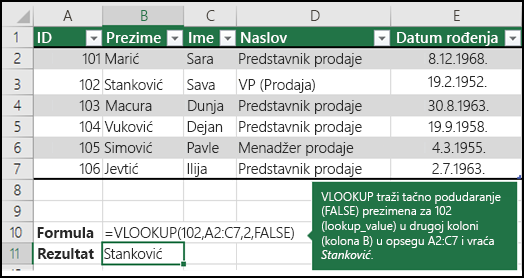 A B C D E
1 ID Prezime Ime Naslov Datum rođenja
2 101 Marić Sara Predstavnik prodaje 8.12.1968.
3 102 Stanković Sava VP (Prodaja) 19.2.1952.
4 103 Macura Dunja Predstavnik prodaje 30.8.1963.
5 104 Vuković Dejan Predstavnik prodaje 19.9.1958.
6 105 Simović Pavle Menadžer prodaje 4.3.1955.
7 106 Jevtić Ilija Predstavnik prodaje 2.7.1963.
8
9
10 Formula =VLOOKUP(102,A2:C7,2,FALSE)
11 Rezultat Stanković
VLOOKUP traži tačno podudaranje
(FALSE) prezimena za 102
(lookup_value) u drugoj koloni
(kolona B) u opsegu A2:C7 i vraća
Stanković.